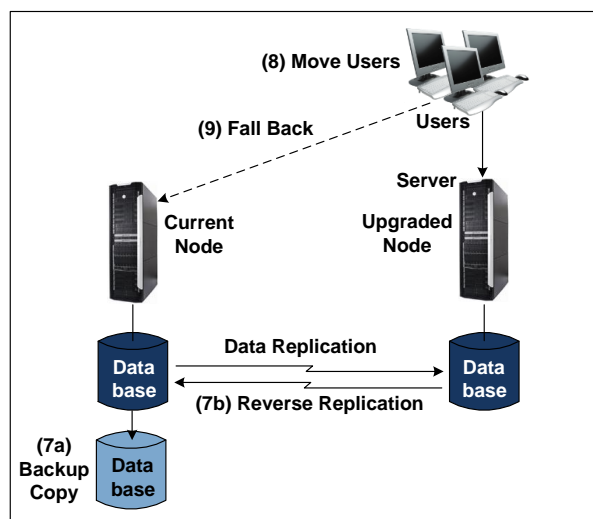 (8) Move Users
Users
(9) Fall Back
Server
Current
Node
Upgraded
Node
Data
base
Data Replication
(7b) Reverse Replication
Data
base
(7a)
Backup
Copy
Data
base